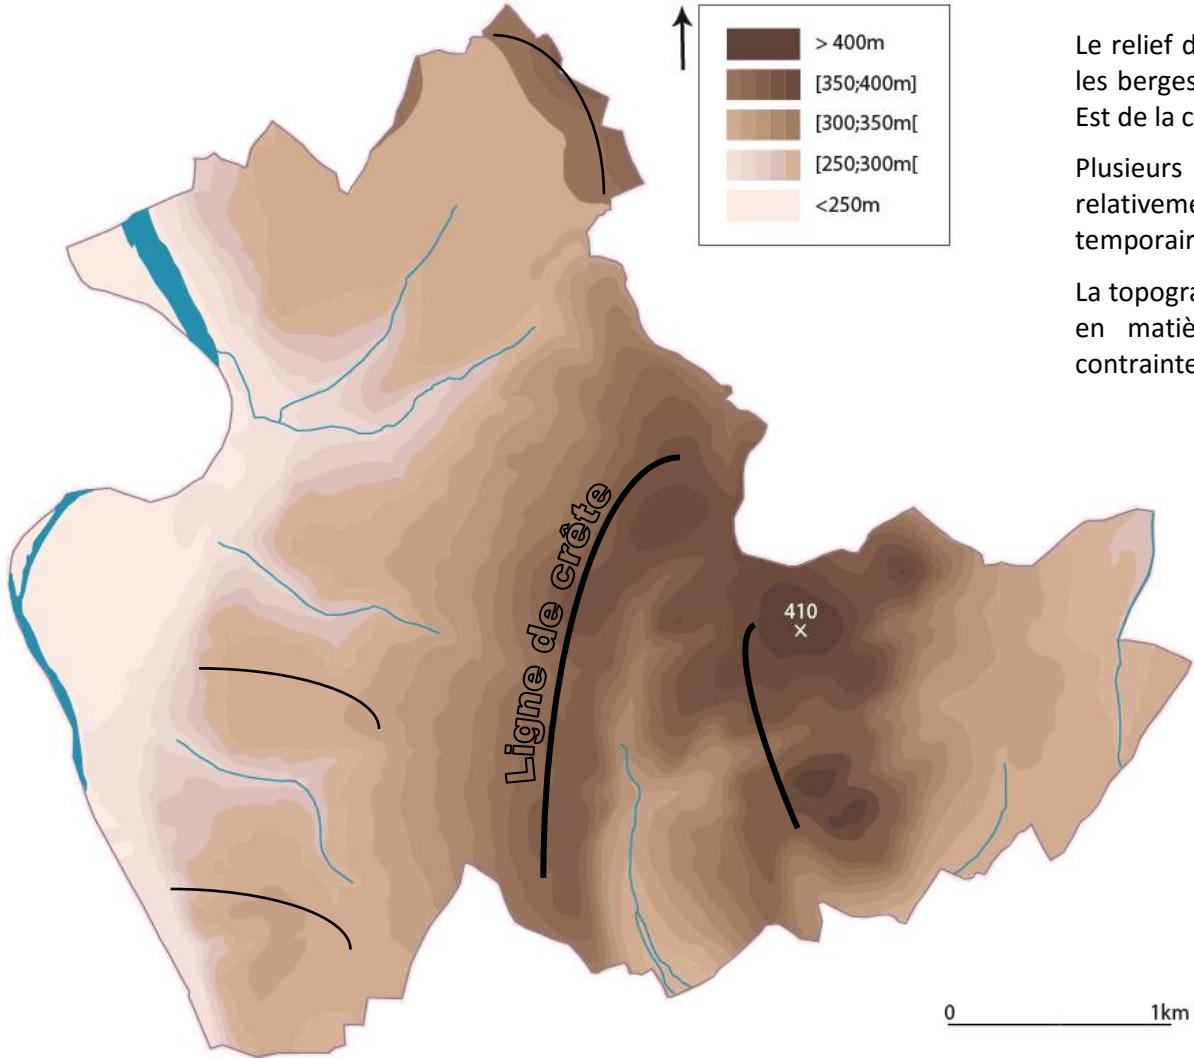 > 400m
[350;400m]
[300;350m[
[250;300m[
<250m
Le relief d
les berges
Est de la c
Plusieurs
relativeme
temporair
La topogra
en matiè
contrainte
Ligne de crête
410
0 1km